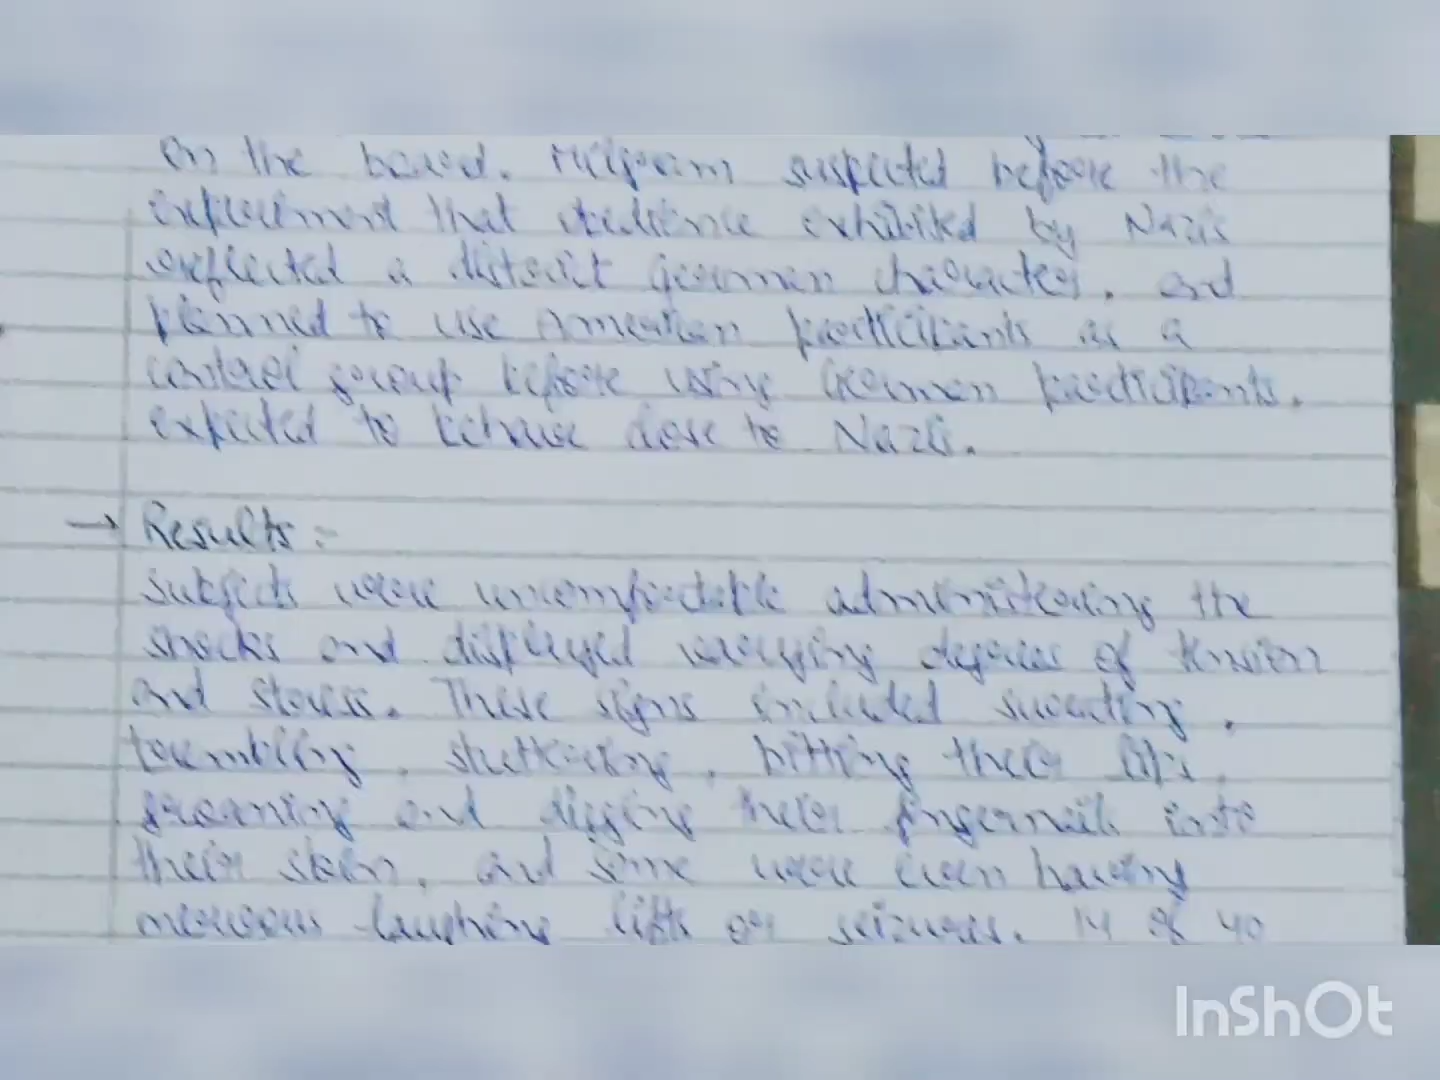 on the board. Milgram suspected before the
experiment that obedience exhibited by Nazis
reflected a distinct German character, and
planned to use American participants as a
control group before using German participants,
expected to behave close to Nazis.
→ Results :-
Subjects were uncomfortable administering the
shocks and displayed varying degrees of tension
and stress. These signs included sweating,
trembling, stuttering, bitting their lips,
groaning and digging their fingernails into
their skin, and some were even having
nervous laughing fits or seizures. 14 of 40
InShOt